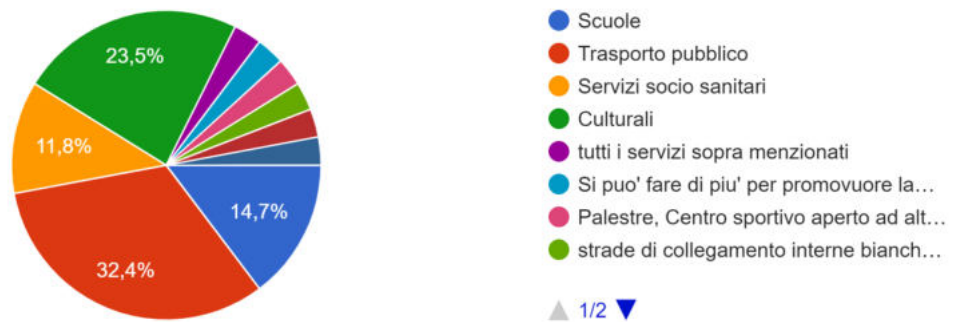 23,5%
11,8%
14,7%
32,4%
Scuole
Trasporto pubblico
Servizi socio sanitari
Culturali
tutti i servizi sopra menzionati
Si puo' fare di piu' per promovuore la…
Palestre, Centro sportivo aperto ad alt…
strade di collegamento interne bianch…
1/2